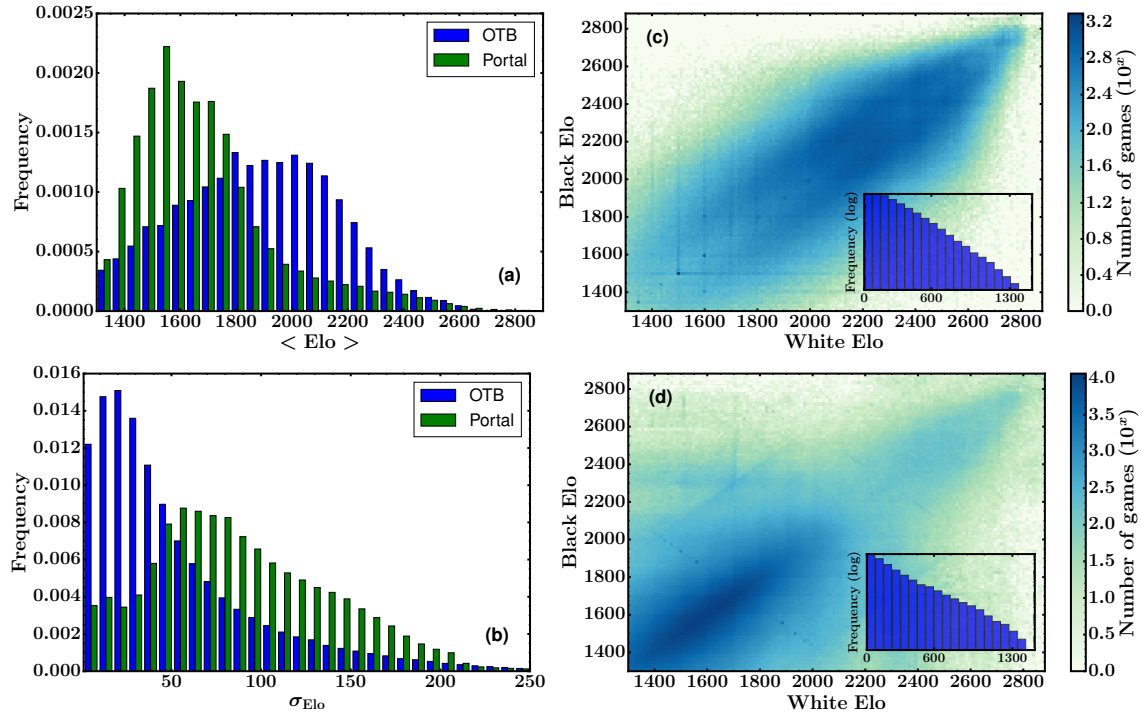 0.0025
0.0020
0.0015
0.0010
0.0005
0.0000
Frequency
OTB
Portal
(a)
1400 1600 1800 2000 2200 2400 2600 2800
< Elo >
2800
2600
2400
2200
2000
1800
1600
1400
Black Elo
(c)
Frequency (log)
0 600 1300
1400 1600 1800 2000 2200 2400 2600 2800
White Elo
3.2
2.8
2.4
2.0
1.6
1.2
0.8
0.4
Number of games (10^x)
0.016
0.014
0.012
0.010
0.008
0.006
0.004
0.002
0.000
Frequency
OTB
Portal
(b)
50 100 150 200 250
σElo
2800
2600
2400
2200
2000
1800
1600
1400
Black Elo
(d)
Frequency (log)
0 600 1300
1400 1600 1800 2000 2200 2400 2600 2800
White Elo
4.0
3.5
3.0
2.5
2.0
1.5
1.0
0.5
0.0
Number of games (10^x)